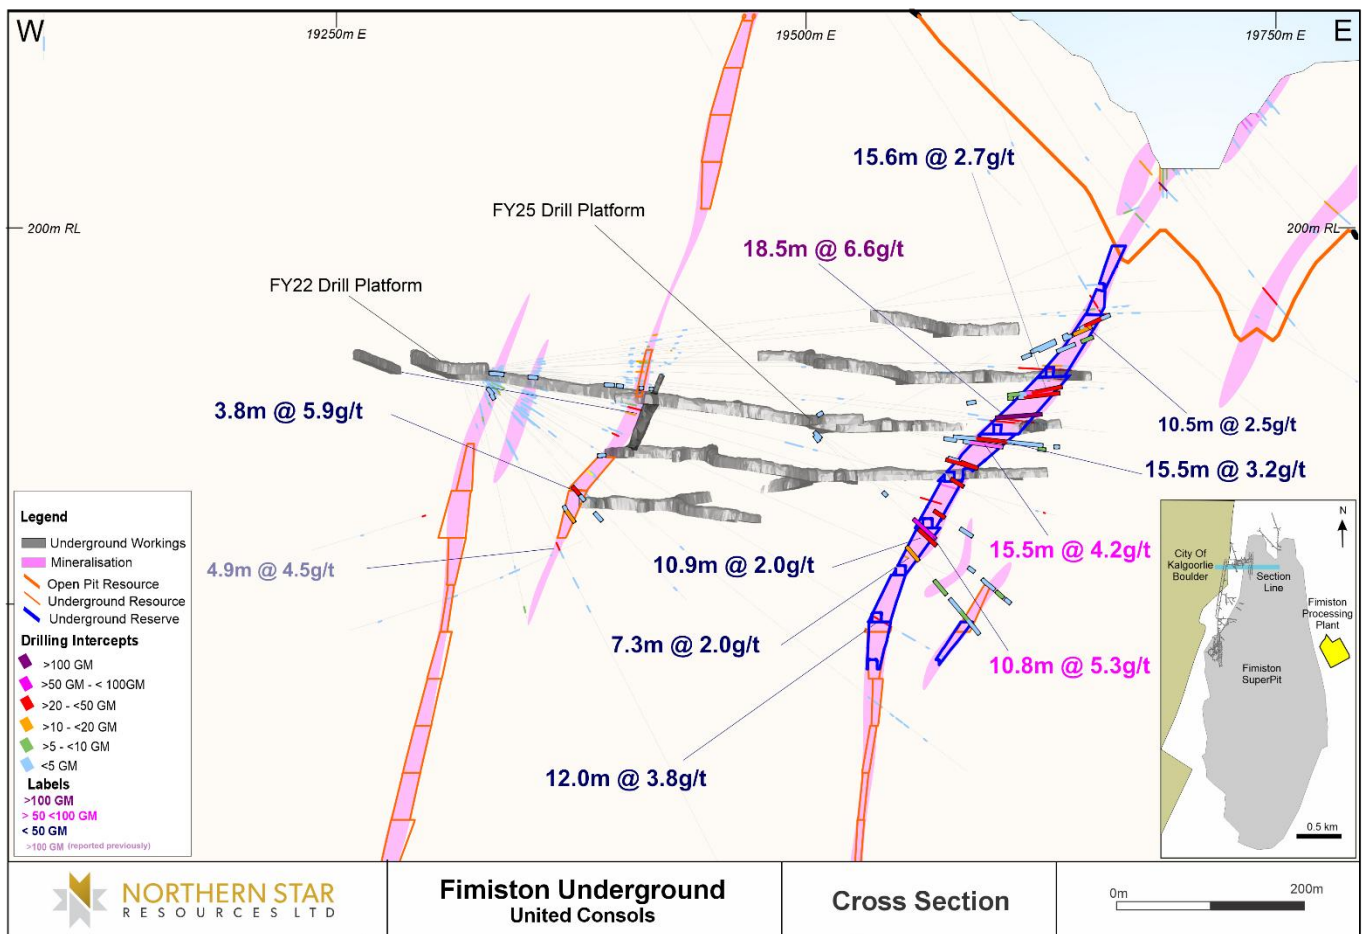 W
19250m E
19500m E
19750m E
E
15.6m @ 2.7g/t
FY25 Drill Platform
200m RL
200m RL
18.5m @ 6.6g/t
FY22 Drill Platform
3.8m @ 5.9g/t
10.5m @ 2.5g/t
15.5m @ 3.2g/t
15.5m @ 4.2g/t
10.9m @ 2.0g/t
4.9m @ 4.5g/t
7.3m @ 2.0g/t
10.8m @ 5.3g/t
12.0m @ 3.8g/t
Legend
Underground Workings
Mineralisation
Open Pit Resource
Underground Resource
Underground Reserve
Drilling Intercepts
>100 GM
>50 GM - < 100GM
>20 - <50 GM
>10 - <20 GM
>5 - <10 GM
<5 GM
Labels
>100 GM
> 50 <100 GM
< 50 GM
>100 GM (reported previously)
N
City Of
Kalgoorlie
Boulder
Section
Line
Fimiston
Processing
Plant
Fimiston
SuperPit
0.5 km
NORTHERN STAR
RESOURCES LTD
Fimiston Underground
United Consols
Cross Section
0m
200m